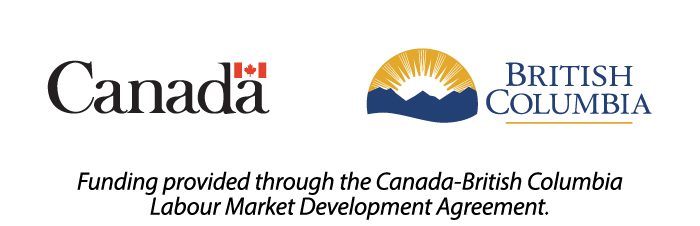 Canada
BRITISH
COLUMBIA
Funding provided through the Canada-British Columbia
Labour Market Development Agreement.